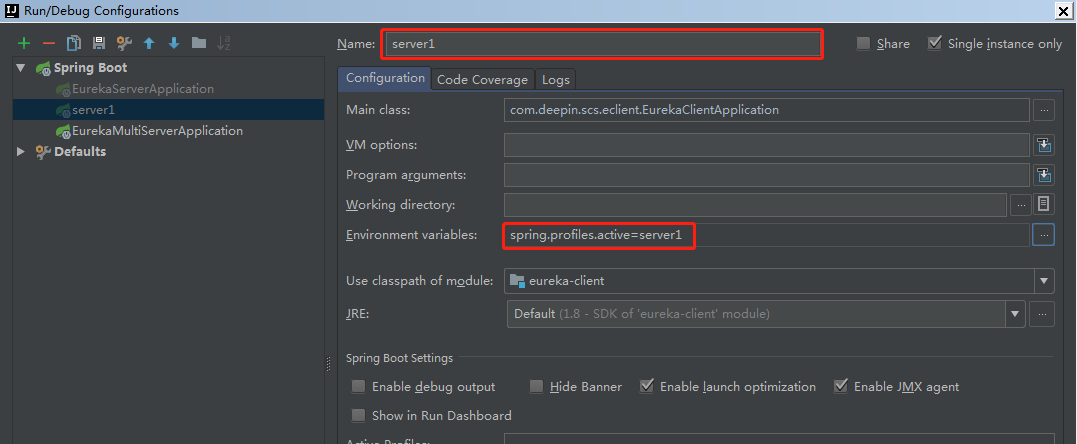 Run/Debug Configurations
Name: server1 Share Single instance only
Spring Boot
EurekaServerApplication
server1
EurekaMultiServerApplication
Defaults
Configuration Code Coverage Logs
Main class: com.deepin.scs.eclient.EurekaClientApplication ...
VM options:
Program arguments:
Working directory: ...
Environment variables: spring.profiles.active=server1 ...
Use classpath of module: eureka-client
JRE: Default (1.8 - SDK of 'eureka-client' module) ...
Spring Boot Settings
Enable debug output Hide Banner Enable launch optimization Enable JMX agent
Show in Run Dashboard
Active Profiles: